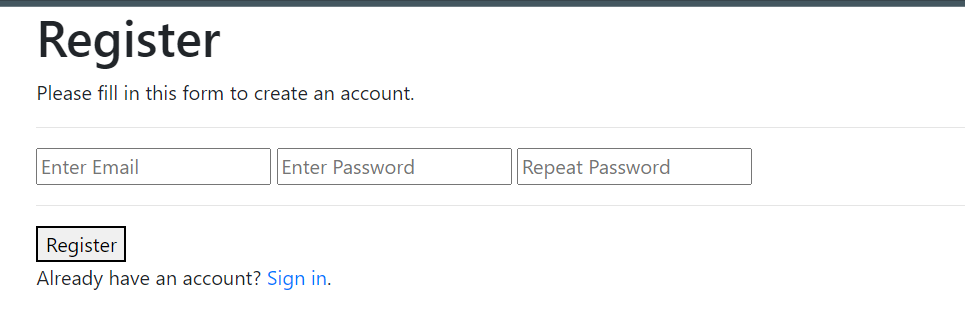 Register
Please fill in this form to create an account.
Enter Email Enter Password Repeat Password
Register
Already have an account? Sign in.